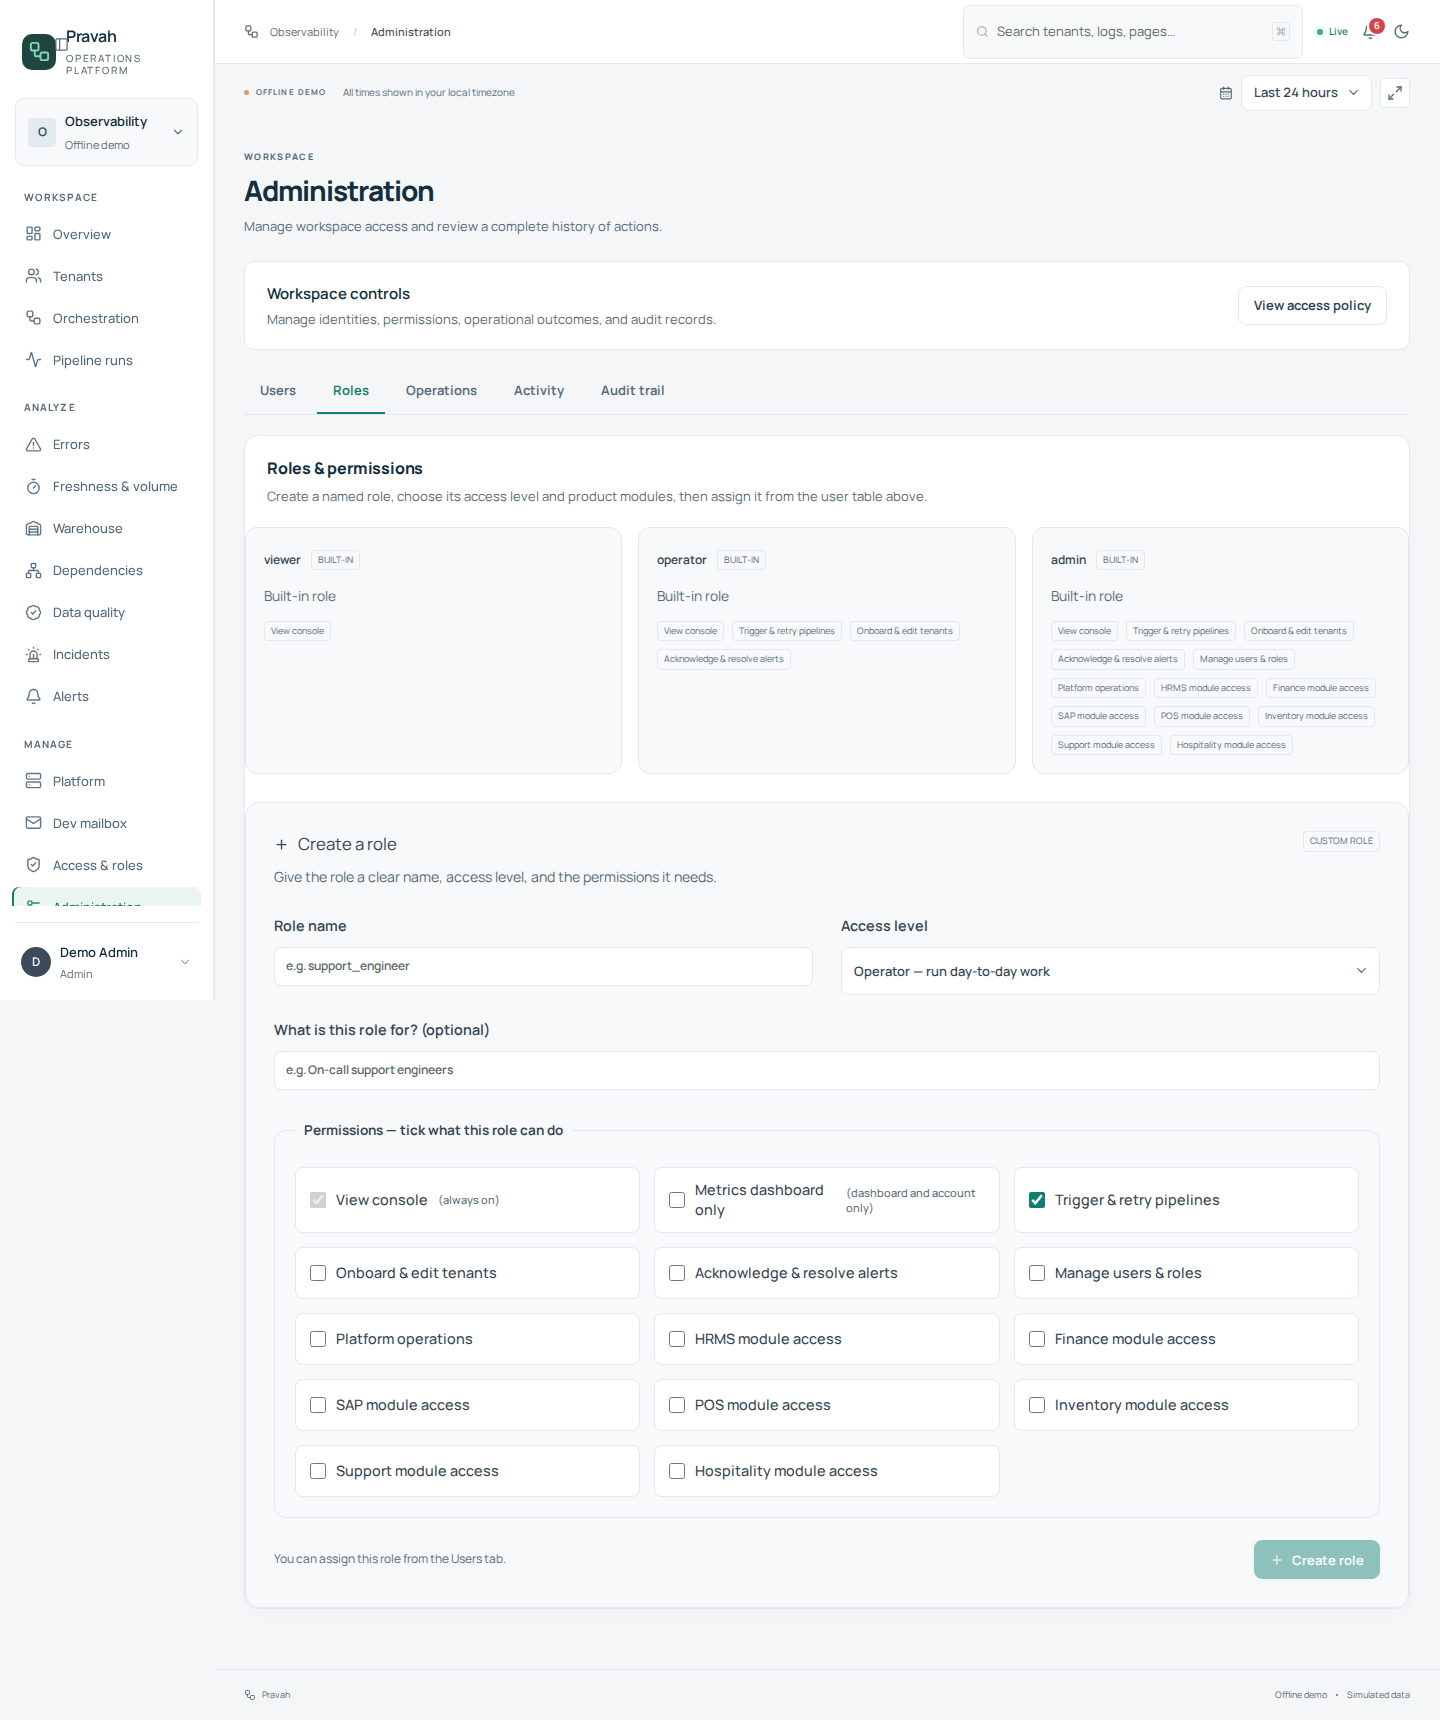 Pravah
OPERATIONS
PLATFORM
O
Observability
Offline demo
WORKSPACE
Overview
Tenants
Orchestration
Pipeline runs
ANALYZE
Errors
Freshness & volume
Warehouse
Dependencies
Data quality
Incidents
Alerts
MANAGE
Platform
Dev mailbox
Access & roles
Administration
D
Demo Admin
Admin
Observability / Administration
Search tenants, logs, pages...
⌘
Live
6
OFFLINE DEMO
All times shown in your local timezone
Last 24 hours
WORKSPACE
Administration
Manage workspace access and review a complete history of actions.
Workspace controls
Manage identities, permissions, operational outcomes, and audit records.
View access policy
Users
Roles
Operations
Activity
Audit trail
Roles & permissions
Create a named role, choose its access level and product modules, then assign it from the user table above.
viewer BUILT-IN
Built-in role
View console
operator BUILT-IN
Built-in role
View console Trigger & retry pipelines Onboard & edit tenants
Acknowledge & resolve alerts
admin BUILT-IN
Built-in role
View console Trigger & retry pipelines Onboard & edit tenants
Acknowledge & resolve alerts Manage users & roles
Platform operations HRMS module access Finance module access
SAP module access POS module access Inventory module access
Support module access Hospitality module access
+ Create a role
CUSTOM ROLE
Give the role a clear name, access level, and the permissions it needs.
Role name
e.g. support_engineer
Access level
Operator — run day-to-day work
What is this role for? (optional)
e.g. On-call support engineers
Permissions — tick what this role can do
View console (always on)
Metrics dashboard
only
(dashboard and account
only)
Trigger & retry pipelines
Onboard & edit tenants
Acknowledge & resolve alerts
Manage users & roles
Platform operations
HRMS module access
Finance module access
SAP module access
POS module access
Inventory module access
Support module access
Hospitality module access
You can assign this role from the Users tab.
+ Create role
Pravah
Offline demo • Simulated data